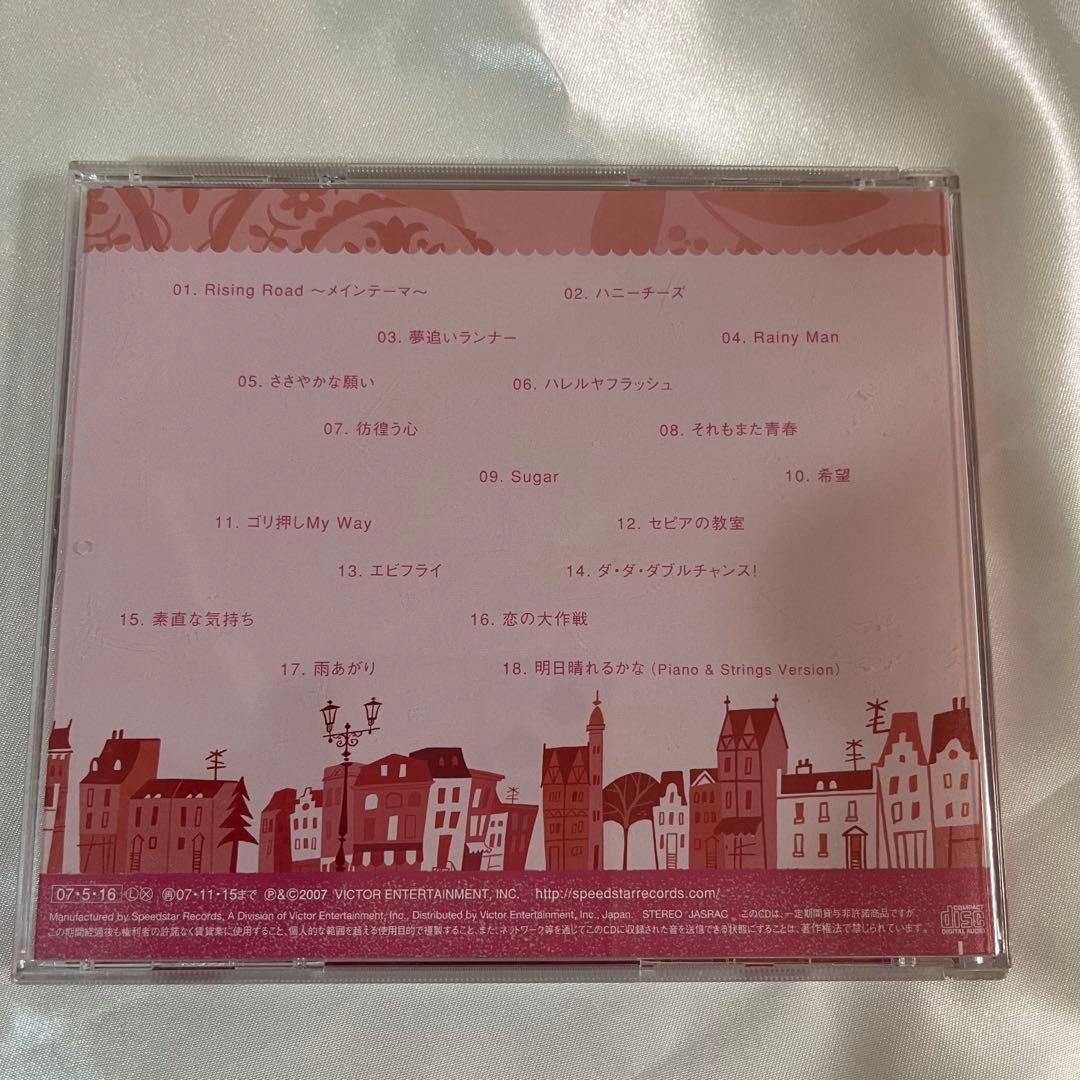 01. Rising Road 〜メインテーマ〜
02. ハニーチーズ
03. 夢追いランナー
04. Rainy Man
05. ささやかな願い
06. ハレルヤフラッシュ
07. 彷徨う心
08. それもまた青春
09. Sugar
10. 希望
11. ゴリ押しMy Way
12. セピアの教室
13. エビフライ
14. ダ・ダ・ダブルチャンス!
15. 素直な気持ち
16. 恋の大作戦
17. 雨あがり
18. 明日晴れるかな (Piano & Strings Version)
07・5・16 Ⓛ Ⓧ 07・11・15まで Ⓟ&©2007 VICTOR ENTERTAINMENT, INC. http://speedstarrecords.com/
Manufactured by Speedstar Records, A Division of Victor Entertainment, Inc., Distributed by Victor Entertainment, Inc., Japan. STEREO・JASRAC このCDは、一定期間貸与非許諾商品ですが、
この期間経過後も権利者の許諾なく賃貸業に使用すること、個人的な範囲を超える使用目的で複製すること、また、ネットワーク等を通じてこのCDに収録された音を送信できる状態にすることは、著作権法で禁じられています。
COMPACT
disc
DIGITAL AUDIO